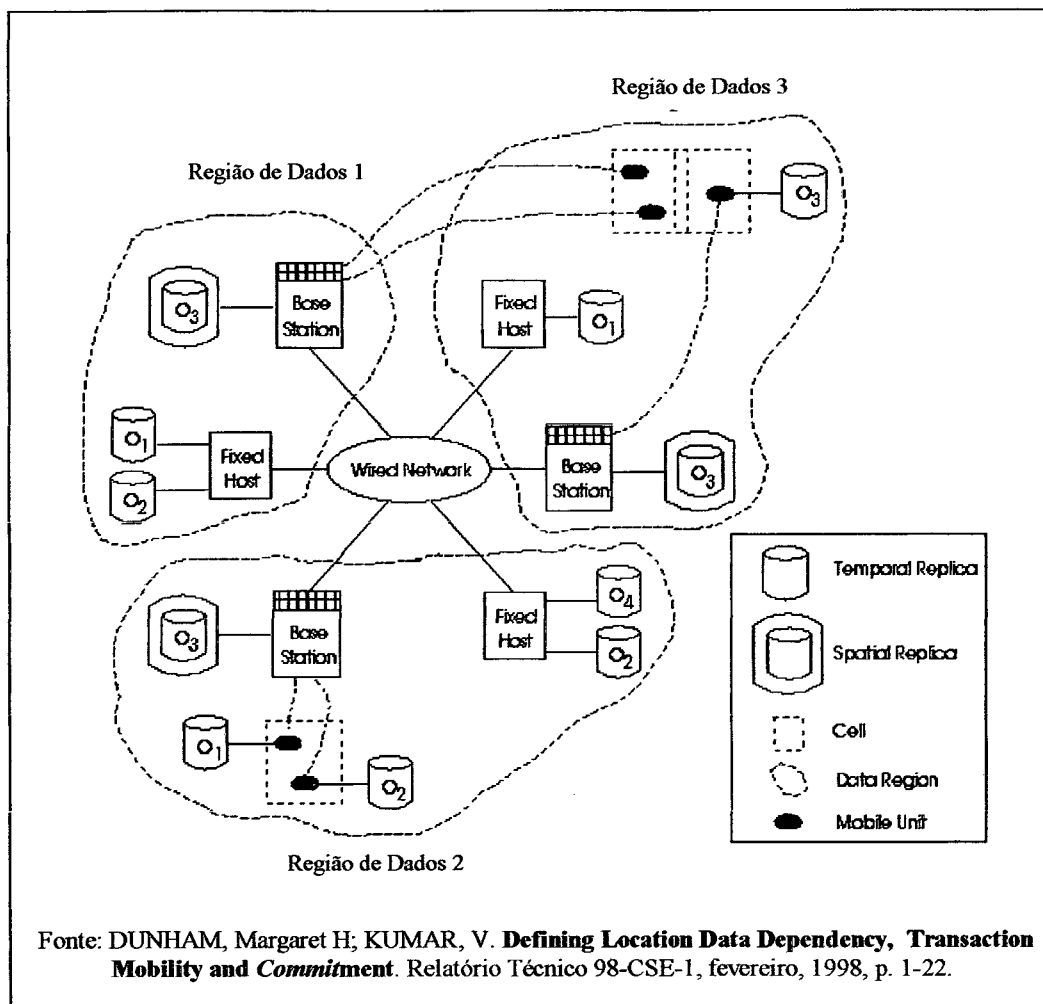 Região de Dados 3
Região de Dados 1
O3
Base
Station
Fixed
Host
O1
O3
O1
O2
Fixed
Host
Wired Network
Base
Station
O3
O3
Base
Station
Fixed
Host
O4
O2
O1
O2
Região de Dados 2
Temporal Replica
Spatial Replica
Cell
Data Region
Mobile Unit
Fonte: DUNHAM, Margaret H; KUMAR, V. Defining Location Data Dependency, Transaction
Mobility and Commitment. Relatório Técnico 98-CSE-1, fevereiro, 1998, p. 1-22.